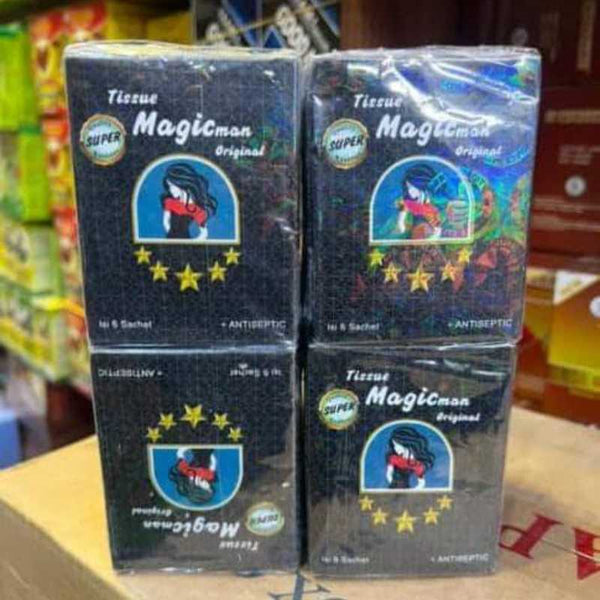 Tissue
SUPER
Magicman
Original
Isi 6 Sachet
+ ANTISEPTIC
Tissue
SUPER
Magicman
Original
Isi 6 Sachet
+ ANTISEPTIC
Tissue
SUPER
Magicman
Original
Isi 6 Sachet
+ ANTISEPTIC
Tissue
SUPER
Magicman
Original
Isi 6 Sachet
+ ANTISEPTIC